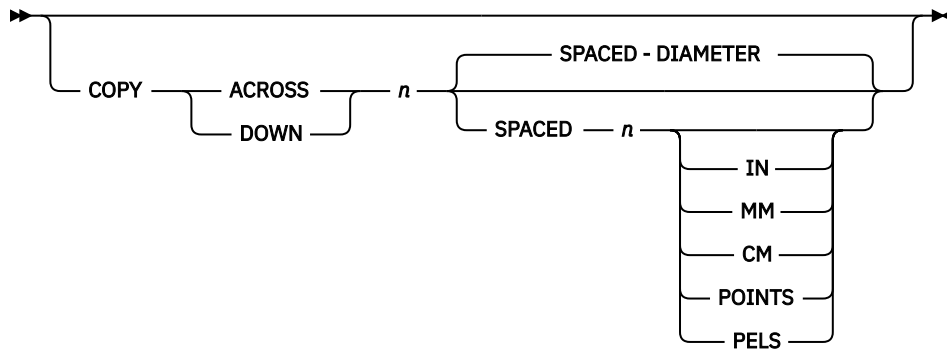 SPACED - DIAMETER
COPY ACROSS n
DOWN
SPACED n
IN
MM
CM
POINTS
PELS